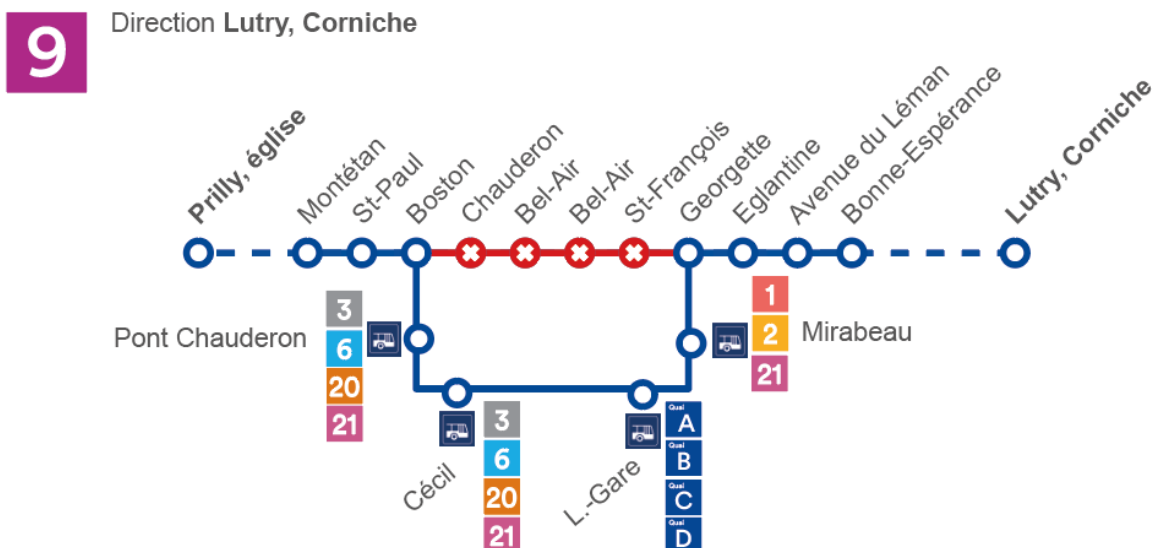 9
Direction Lutry, Corniche
Prilly, église
Montétan
St-Paul
Boston
Chauderon
Bel-Air
Bel-Air
St-François
Georgette
Eglantine
Avenue du Léman
Bonne-Espérance
Lutry, Corniche
Pont Chauderon
3
6
20
21
Cécil
3
6
20
21
L.-Gare
Quai A
Quai B
Quai C
Quai D
1
2
21
Mirabeau